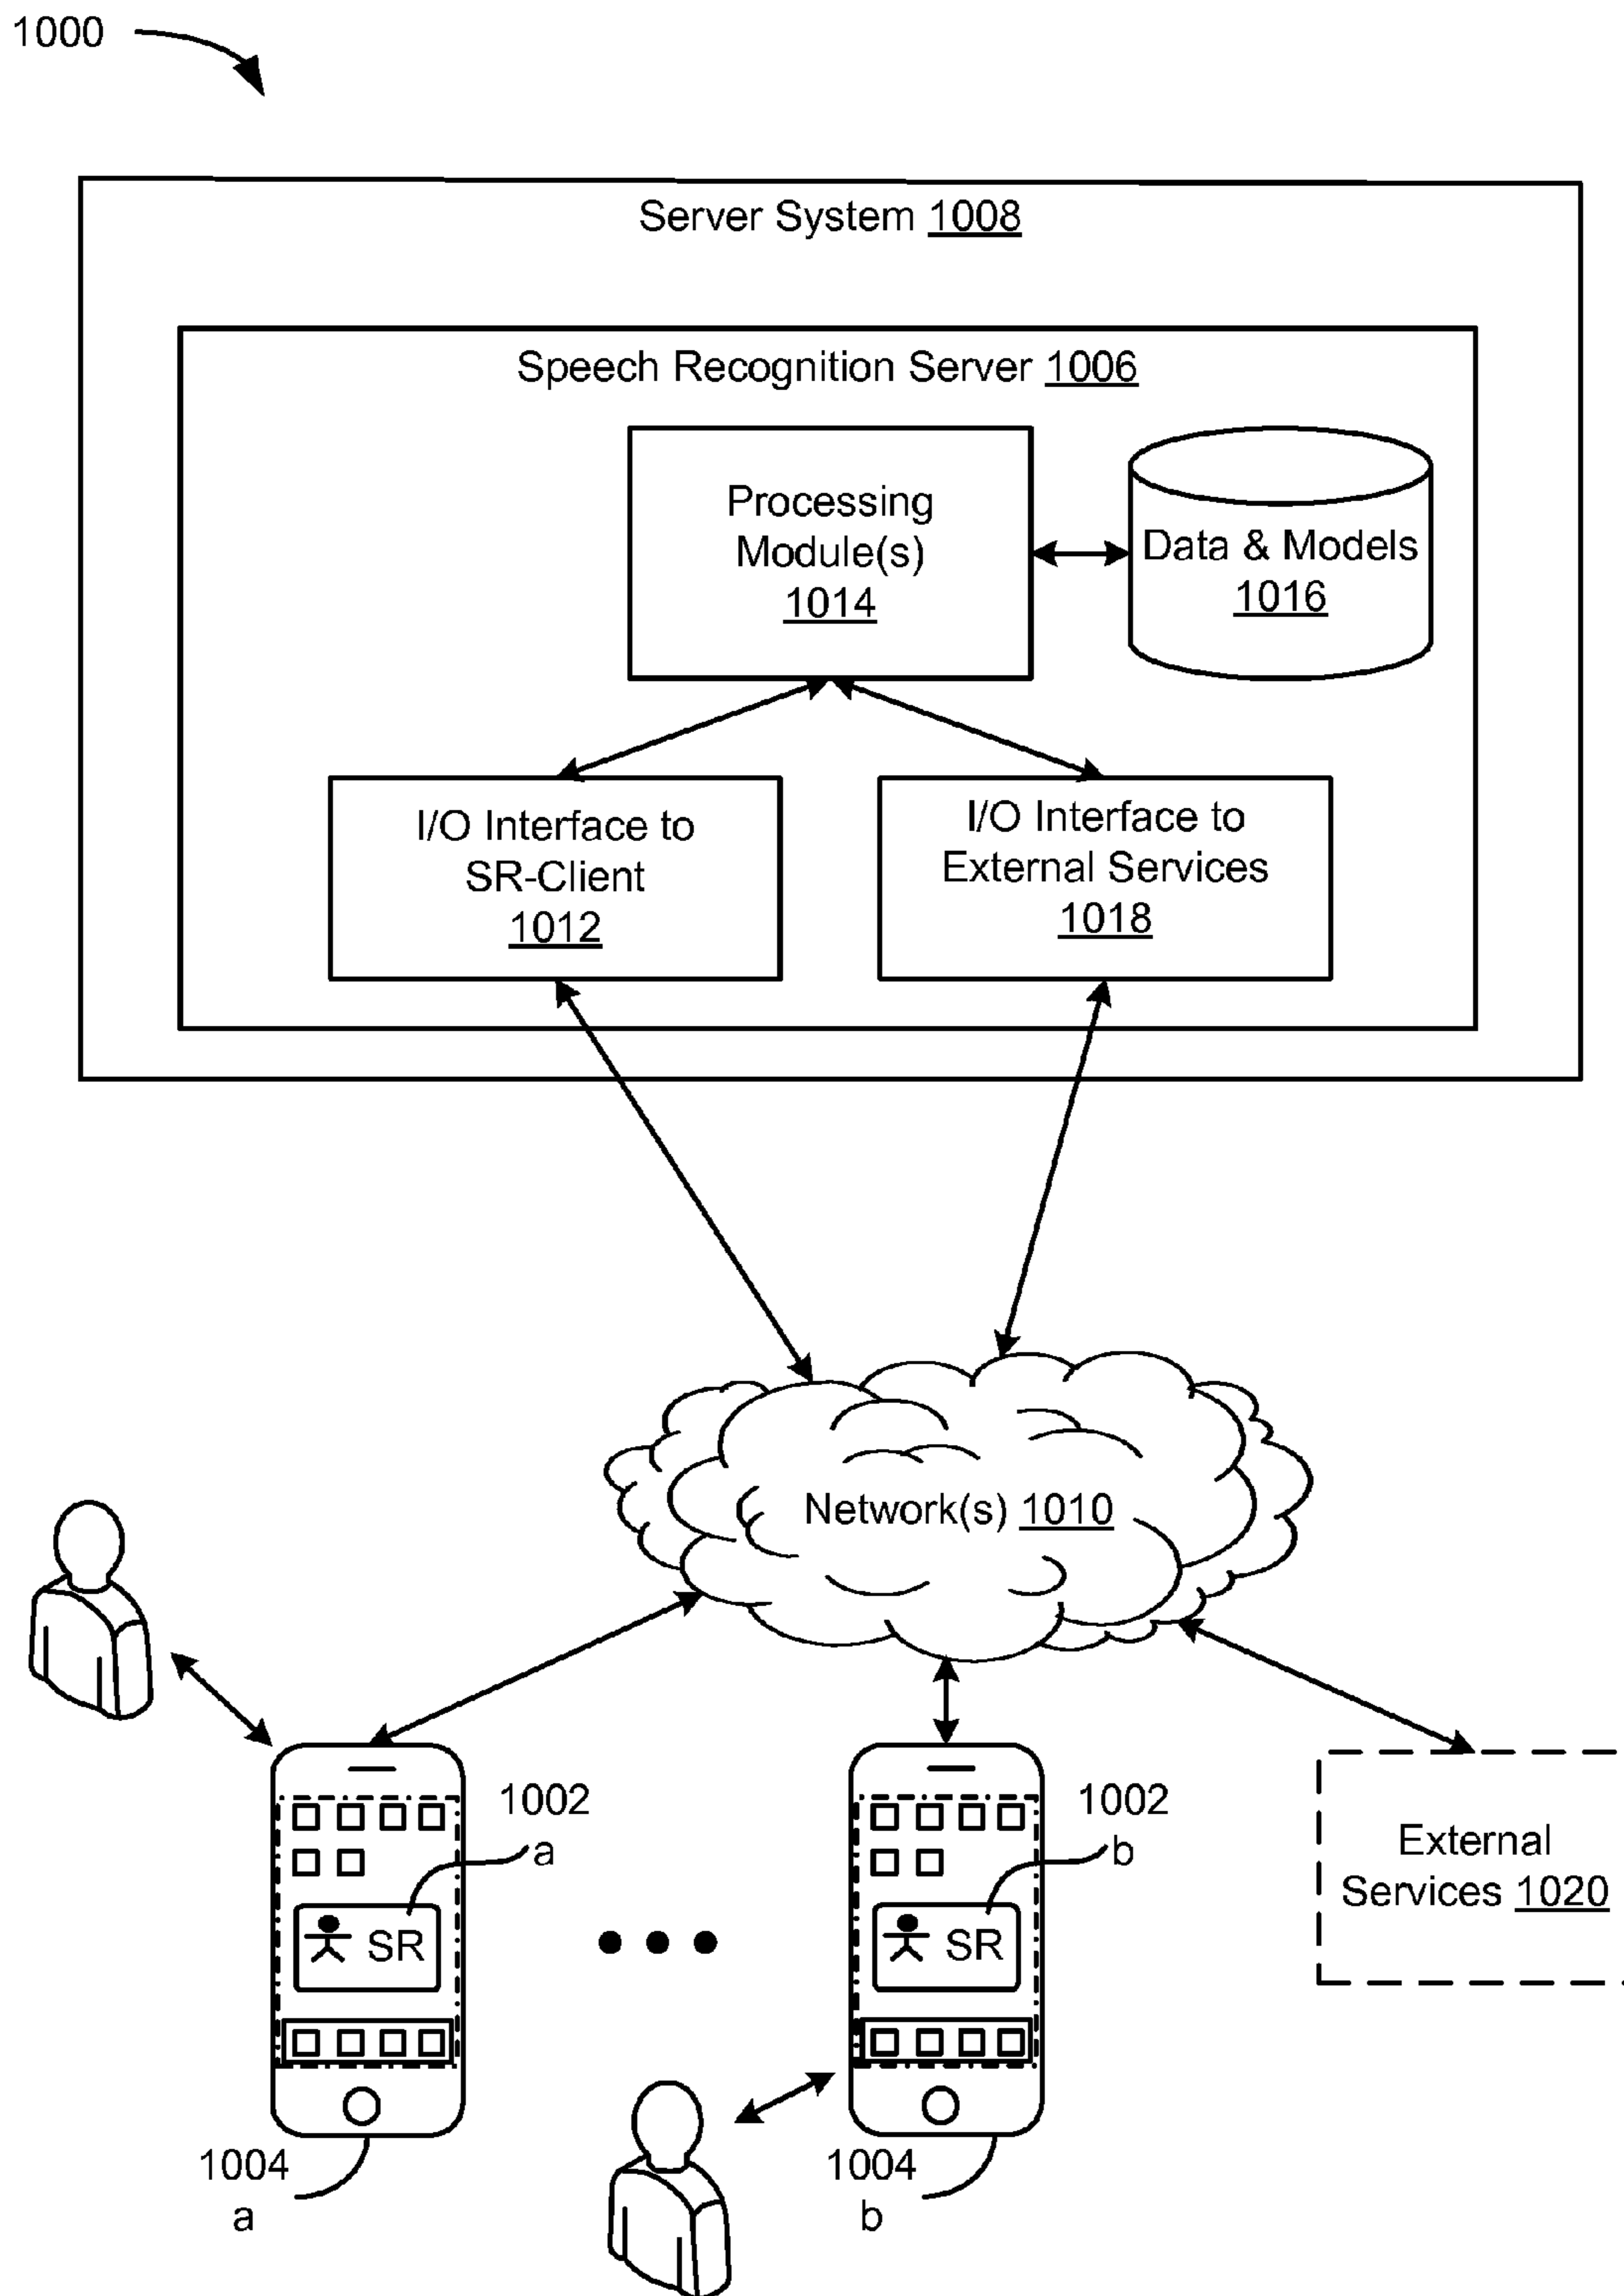 1000
Server System 1008
Speech Recognition Server 1006
Processing
Module(s)
1014
Data & Models
1016
I/O Interface to
SR-Client
1012
I/O Interface to
External Services
1018
Network(s) 1010
1002
a
SR
1002
b
SR
External
Services 1020
1004
a
1004
b